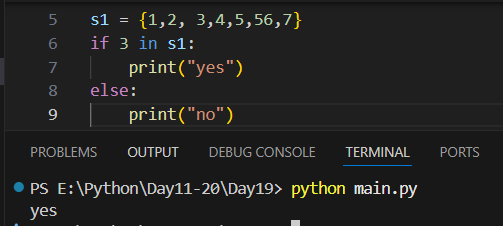 5 s1 = {1,2, 3,4,5,56,7}
6 if 3 in s1:
7 print("yes")
8 else:
9 print("no")
PROBLEMS OUTPUT DEBUG CONSOLE TERMINAL PORTS
PS E:\Python\Day11-20\Day19> python main.py
yes